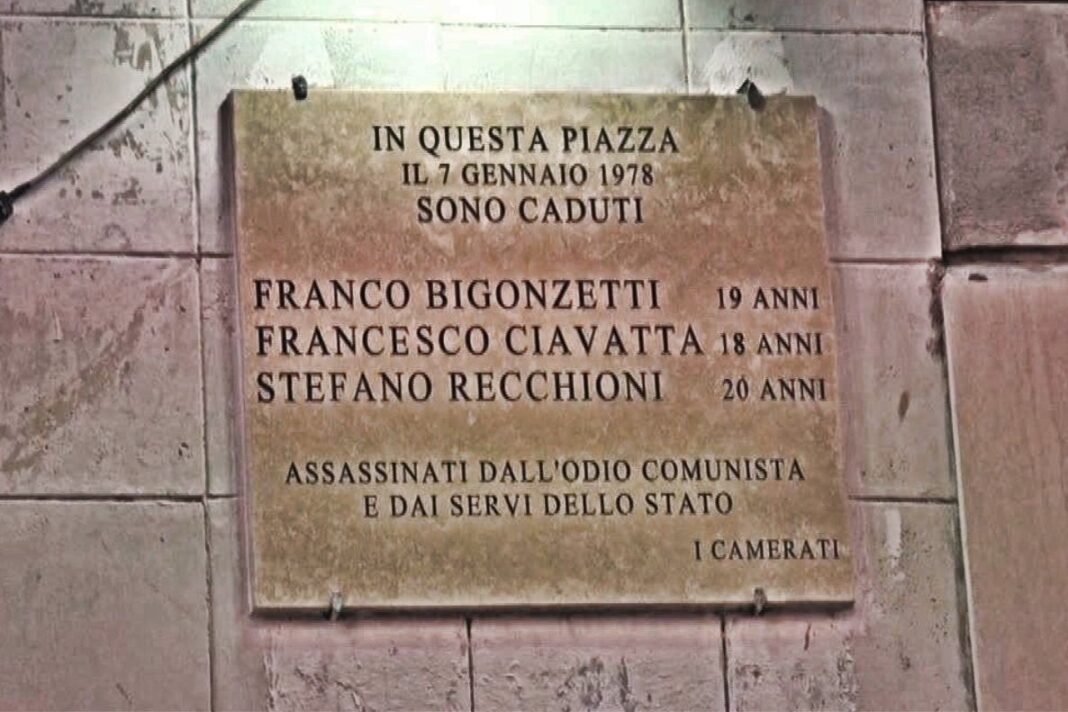 IN QUESTA PIAZZA
IL 7 GENNAIO 1978
SONO CADUTI
FRANCO BIGONZETTI 19 ANNI
FRANCESCO CIAVATTA 18 ANNI
STEFANO RECCHIONI 20 ANNI
ASSASSINATI DALL'ODIO COMUNISTA
E DAI SERVI DELLO STATO
I CAMERATI